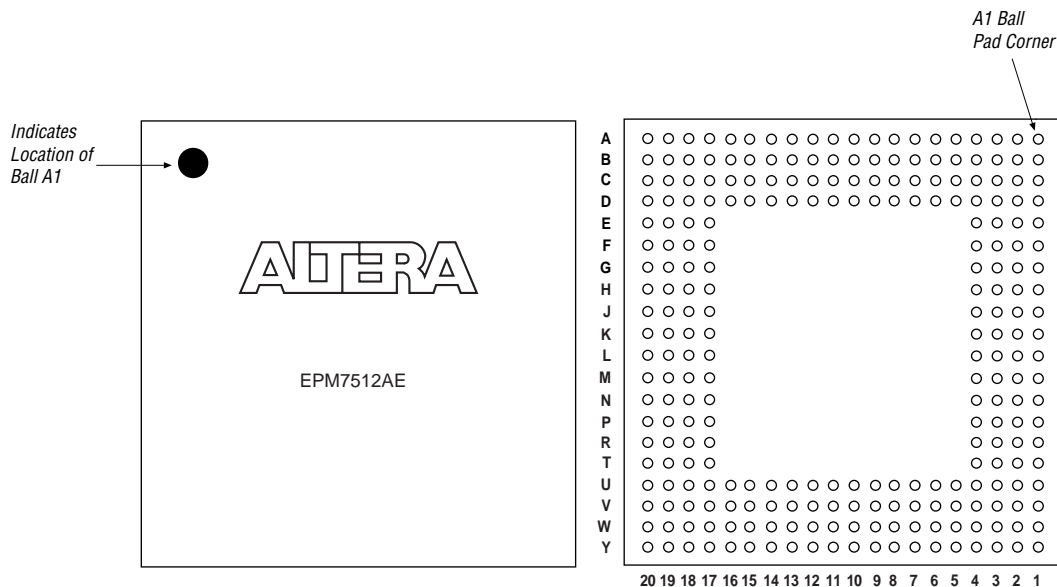 A1 Ball
Pad Corner
Indicates
Location of
Ball A1
ALTERA
EPM7512AE
A
B
C
D
E
F
G
H
J
K
L
M
N
P
R
T
U
V
W
Y
20 19 18 17 16 15 14 13 12 11 10 9 8 7 6 5 4 3 2 1